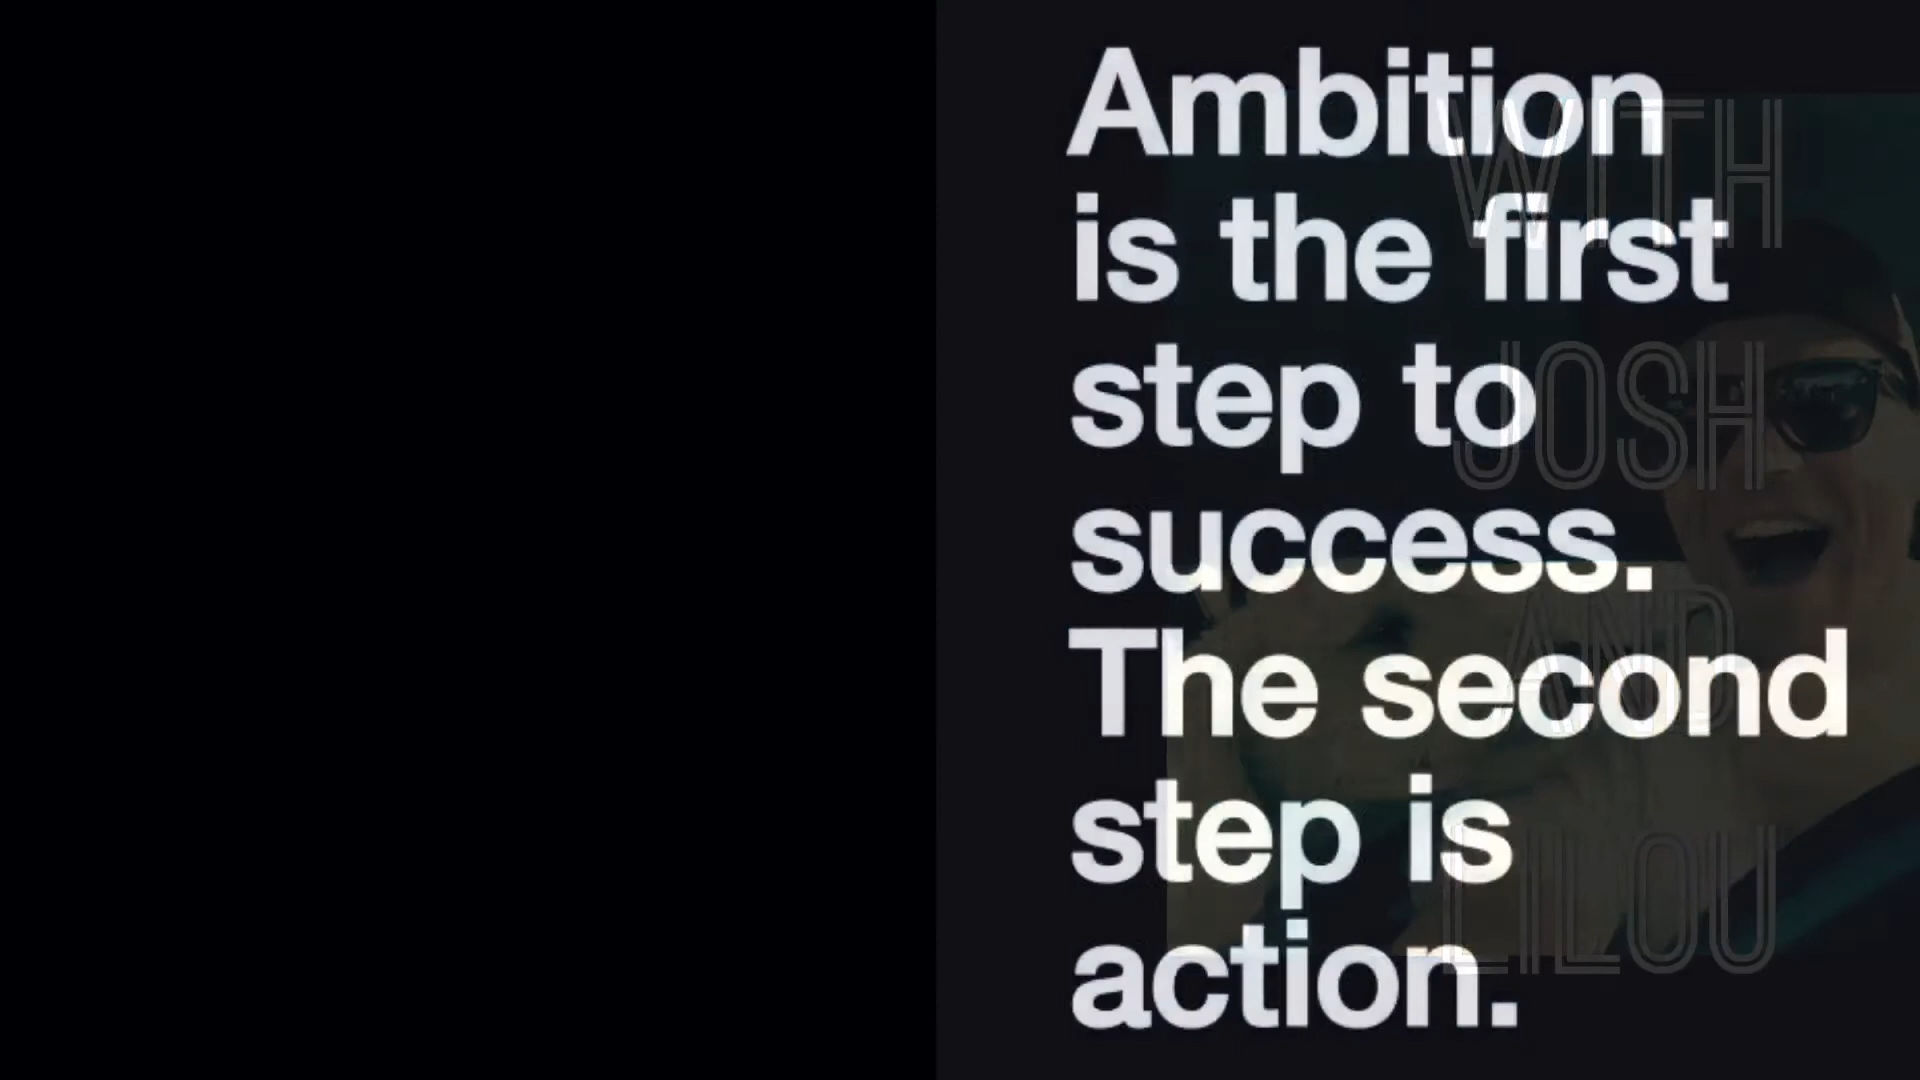 Ambition
is the first
step to
success.
The second
step is
action.
WITH
JOSH
AND
LILOU